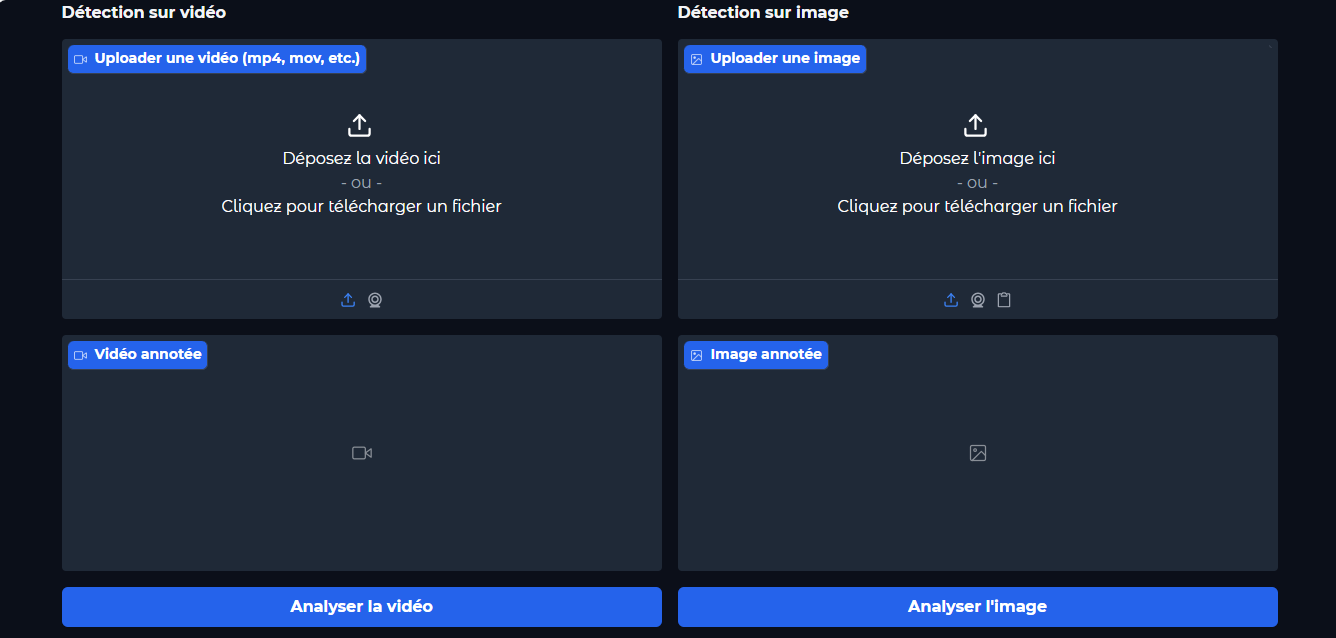 Détection sur vidéo
Uploader une vidéo (mp4, mov, etc.)
Déposez la vidéo ici
- ou -
Cliquez pour télécharger un fichier
Vidéo annotée
Analyser la vidéo
Détection sur image
Uploader une image
Déposez l'image ici
- ou -
Cliquez pour télécharger un fichier
Image annotée
Analyser l'image